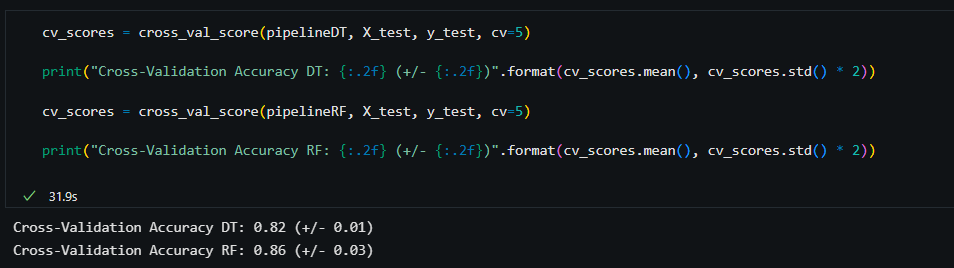 cv_scores = cross_val_score(pipelineDT, X_test, y_test, cv=5)
print("Cross-Validation Accuracy DT: {:.2f} (+/- {:.2f})".format(cv_scores.mean(), cv_scores.std() * 2))
cv_scores = cross_val_score(pipelineRF, X_test, y_test, cv=5)
print("Cross-Validation Accuracy RF: {:.2f} (+/- {:.2f})".format(cv_scores.mean(), cv_scores.std() * 2))
31.9s
Cross-Validation Accuracy DT: 0.82 (+/- 0.01)
Cross-Validation Accuracy RF: 0.86 (+/- 0.03)